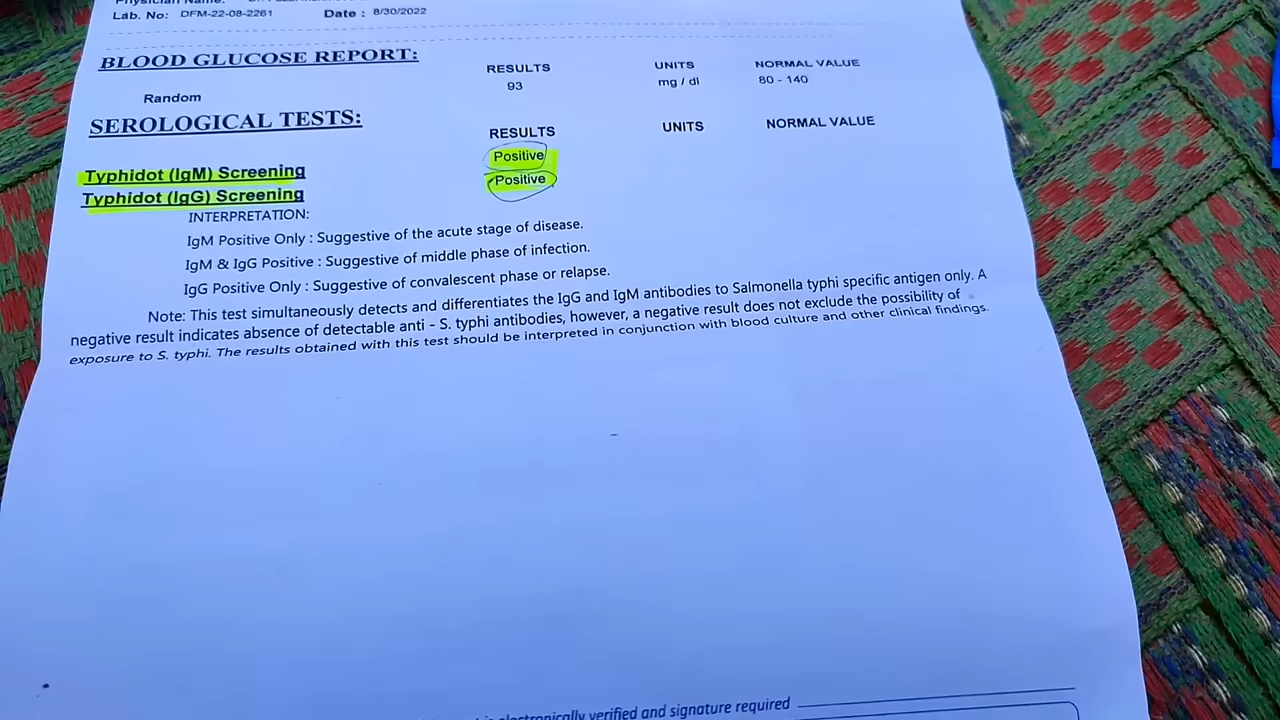 Physician Name:
Lab. No: DFM-22-08-2261 Date : 8/30/2022
BLOOD GLUCOSE REPORT:
RESULTS UNITS NORMAL VALUE
Random 93 mg / dl 80 - 140
SEROLOGICAL TESTS:
RESULTS UNITS NORMAL VALUE
Typhidot (IgM) Screening Positive
Typhidot (IgG) Screening Positive
INTERPRETATION:
IgM Positive Only : Suggestive of the acute stage of disease.
IgM & IgG Positive : Suggestive of middle phase of infection.
IgG Positive Only : Suggestive of convalescent phase or relapse.
Note: This test simultaneously detects and differentiates the IgG and IgM antibodies to Salmonella typhi specific antigen only. A
negative result indicates absence of detectable anti - S. typhi antibodies, however, a negative result does not exclude the possibility of
exposure to S. typhi. The results obtained with this test should be interpreted in conjunction with blood culture and other clinical findings.
electronically verified and signature required